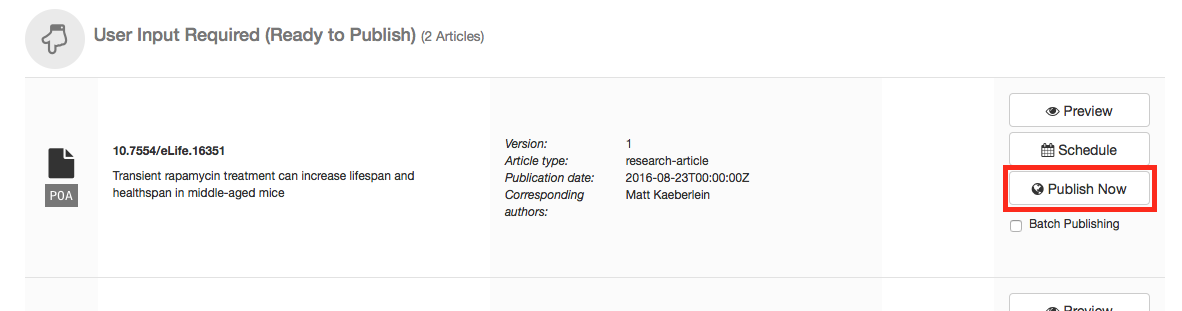 User Input Required (Ready to Publish) (2 Articles)
POA
10.7554/eLife.16351
Transient rapamycin treatment can increase lifespan and
healthspan in middle-aged mice
Version: 1
Article type: research-article
Publication date: 2016-08-23T00:00:00Z
Corresponding Matt Kaeberlein
authors:
Preview
Schedule
Publish Now
Batch Publishing
Preview